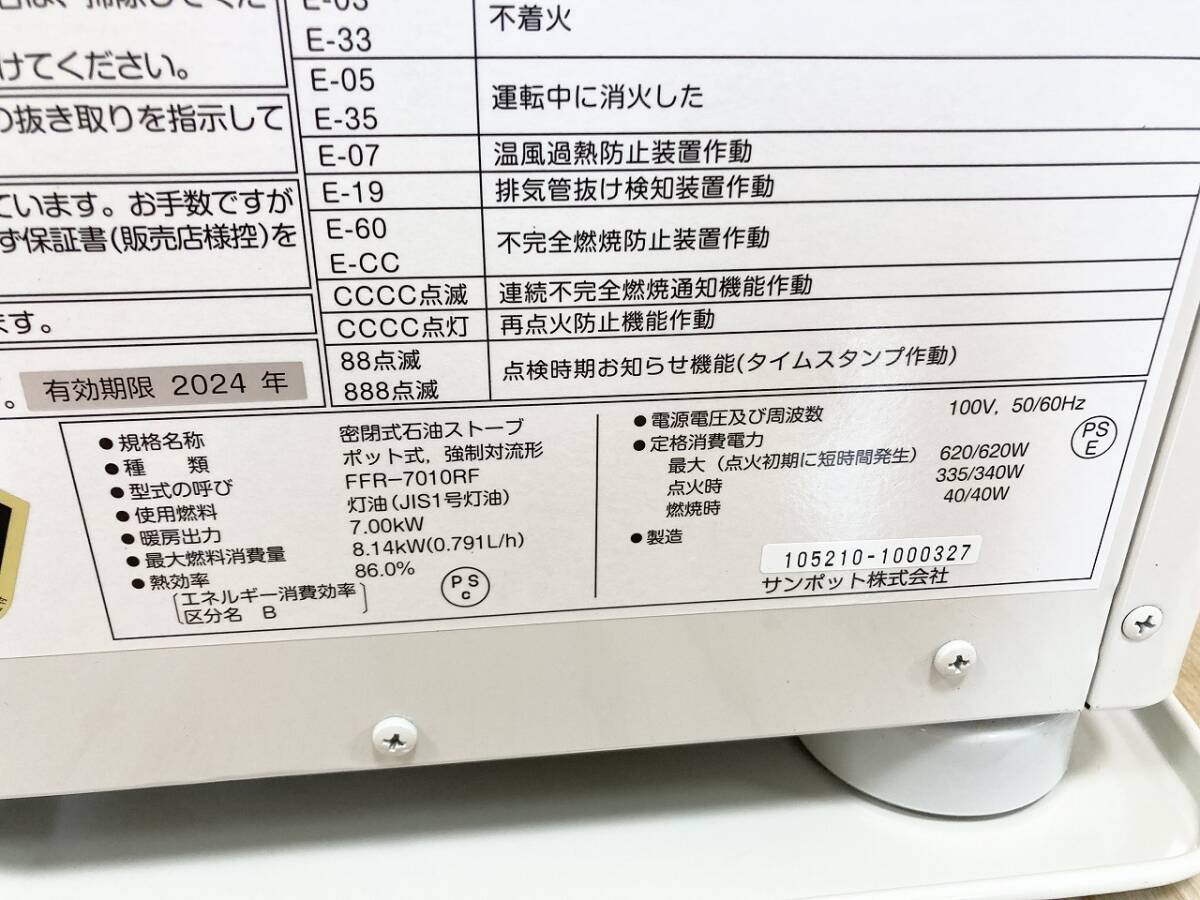 けてください。
の抜き取りを指示して
ています。お手数ですが
ず保証書(販売店様控)を
ます。
有効期限 2024 年
E-03
E-33
不着火
E-05
E-35
運転中に消火した
E-07 温風過熱防止装置作動
E-19 排気管抜け検知装置作動
E-60
E-CC
不完全燃焼防止装置作動
CCCC点滅 連続不完全燃焼通知機能作動
CCCC点灯 再点火防止機能作動
88点滅
888点滅
点検時期お知らせ機能(タイムスタンプ作動)
●規格名称 密閉式石油ストーブ
●種　類 ポット式, 強制対流形
●型式の呼び FFR-7010RF
●使用燃料 灯油(JIS1号灯油)
●暖房出力 7.00kW
●最大燃料消費量 8.14kW(0.791L/h)
●熱効率 86.0%
[エネルギー消費効率
区分名 B]
PS
C
●電源電圧及び周波数 100V, 50/60Hz
●定格消費電力
最大(点火初期に短時間発生) 620/620W
点火時 335/340W
燃焼時 40/40W
PS
E
●製造
105210-1000327
サンポット株式会社